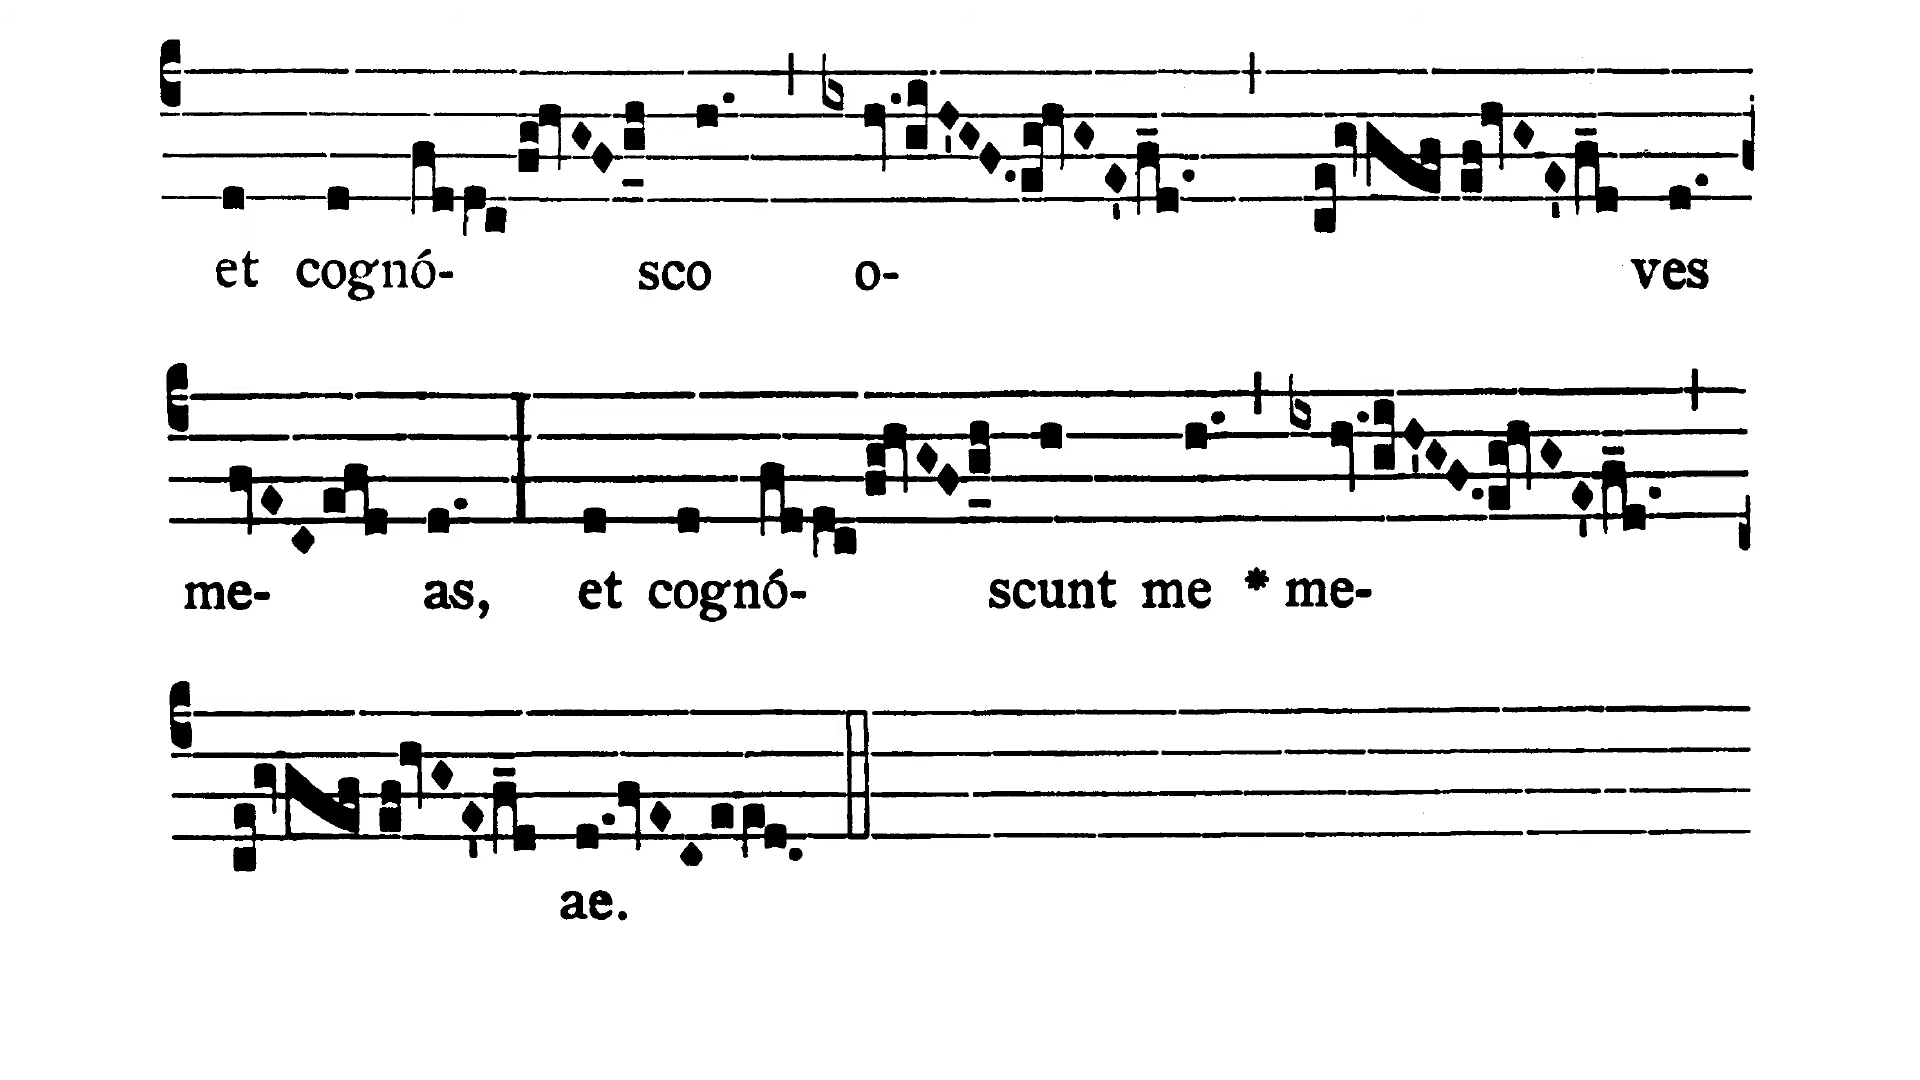 et cognó- sco o- ves
me- as, et cognó- scunt me * me-
ae.